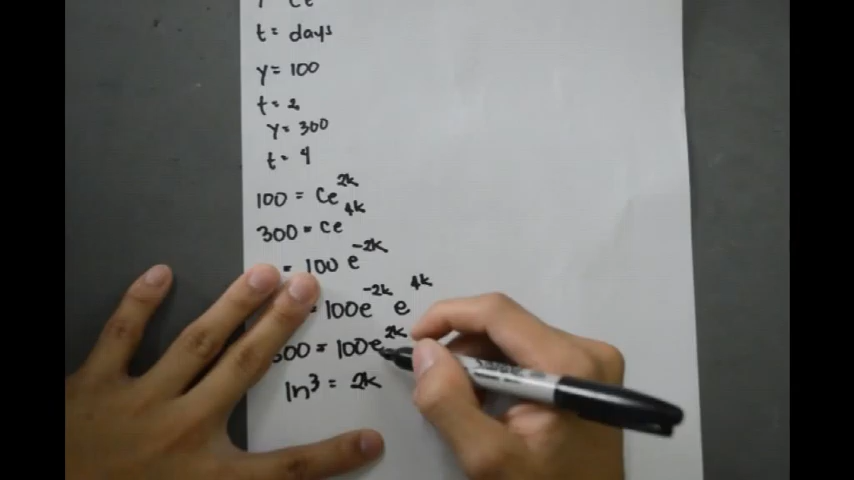 t = days
y = 100
t = 2
y = 300
t = 4
100 = Ce^2k
300 = Ce^4k
= 100 e^-2k
= 100e^-2k e^4k
300 = 100e^2k
ln3 = 2k